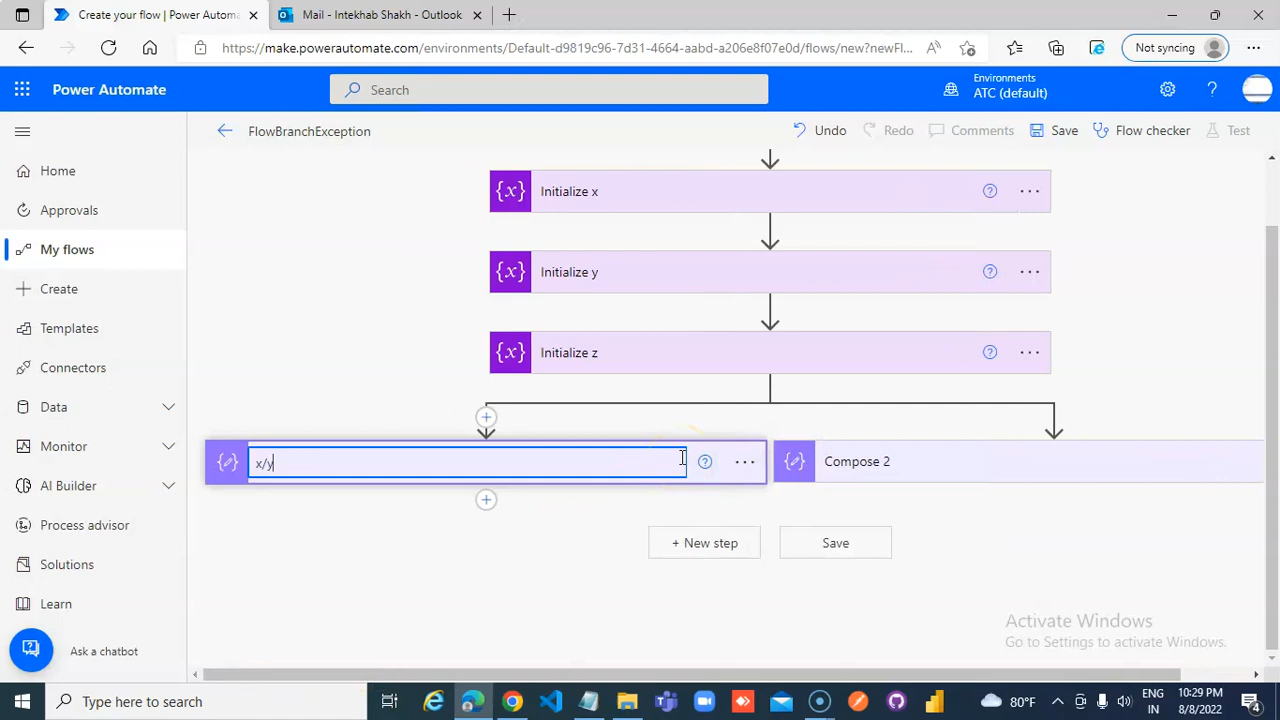 Create your flow | Power Automate
Mail - Intekhab Shakh - Outlook
https://make.powerautomate.com/environments/Default-d9819c96-7d31-4664-aabd-a206e8f07e0d/flows/new?newFl...
Not syncing
Power Automate
Search
Environments
ATC (default)
FlowBranchException
Undo
Redo
Comments
Save
Flow checker
Test
Home
Approvals
My flows
Create
Templates
Connectors
Data
Monitor
AI Builder
Process advisor
Solutions
Learn
Ask a chatbot
{x} Initialize x
{x} Initialize y
{x} Initialize z
x/y
Compose 2
+ New step
Save
Activate Windows
Go to Settings to activate Windows.
Type here to search
80°F
ENG
IN
10:29 PM
8/8/2022
4